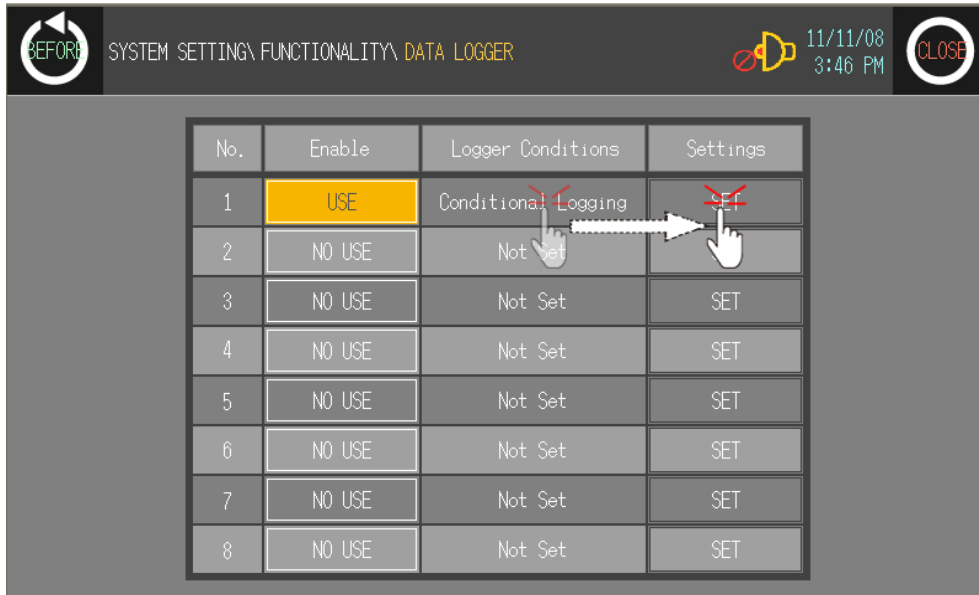 BEFORE SYSTEM SETTING\ FUNCTIONALITY\ DATA LOGGER 11/11/08 CLOSE
3:46 PM
No. Enable Logger Conditions Settings
1 USE Conditional Logging SET
2 NO USE Not Set
3 NO USE Not Set SET
4 NO USE Not Set SET
5 NO USE Not Set SET
6 NO USE Not Set SET
7 NO USE Not Set SET
8 NO USE Not Set SET